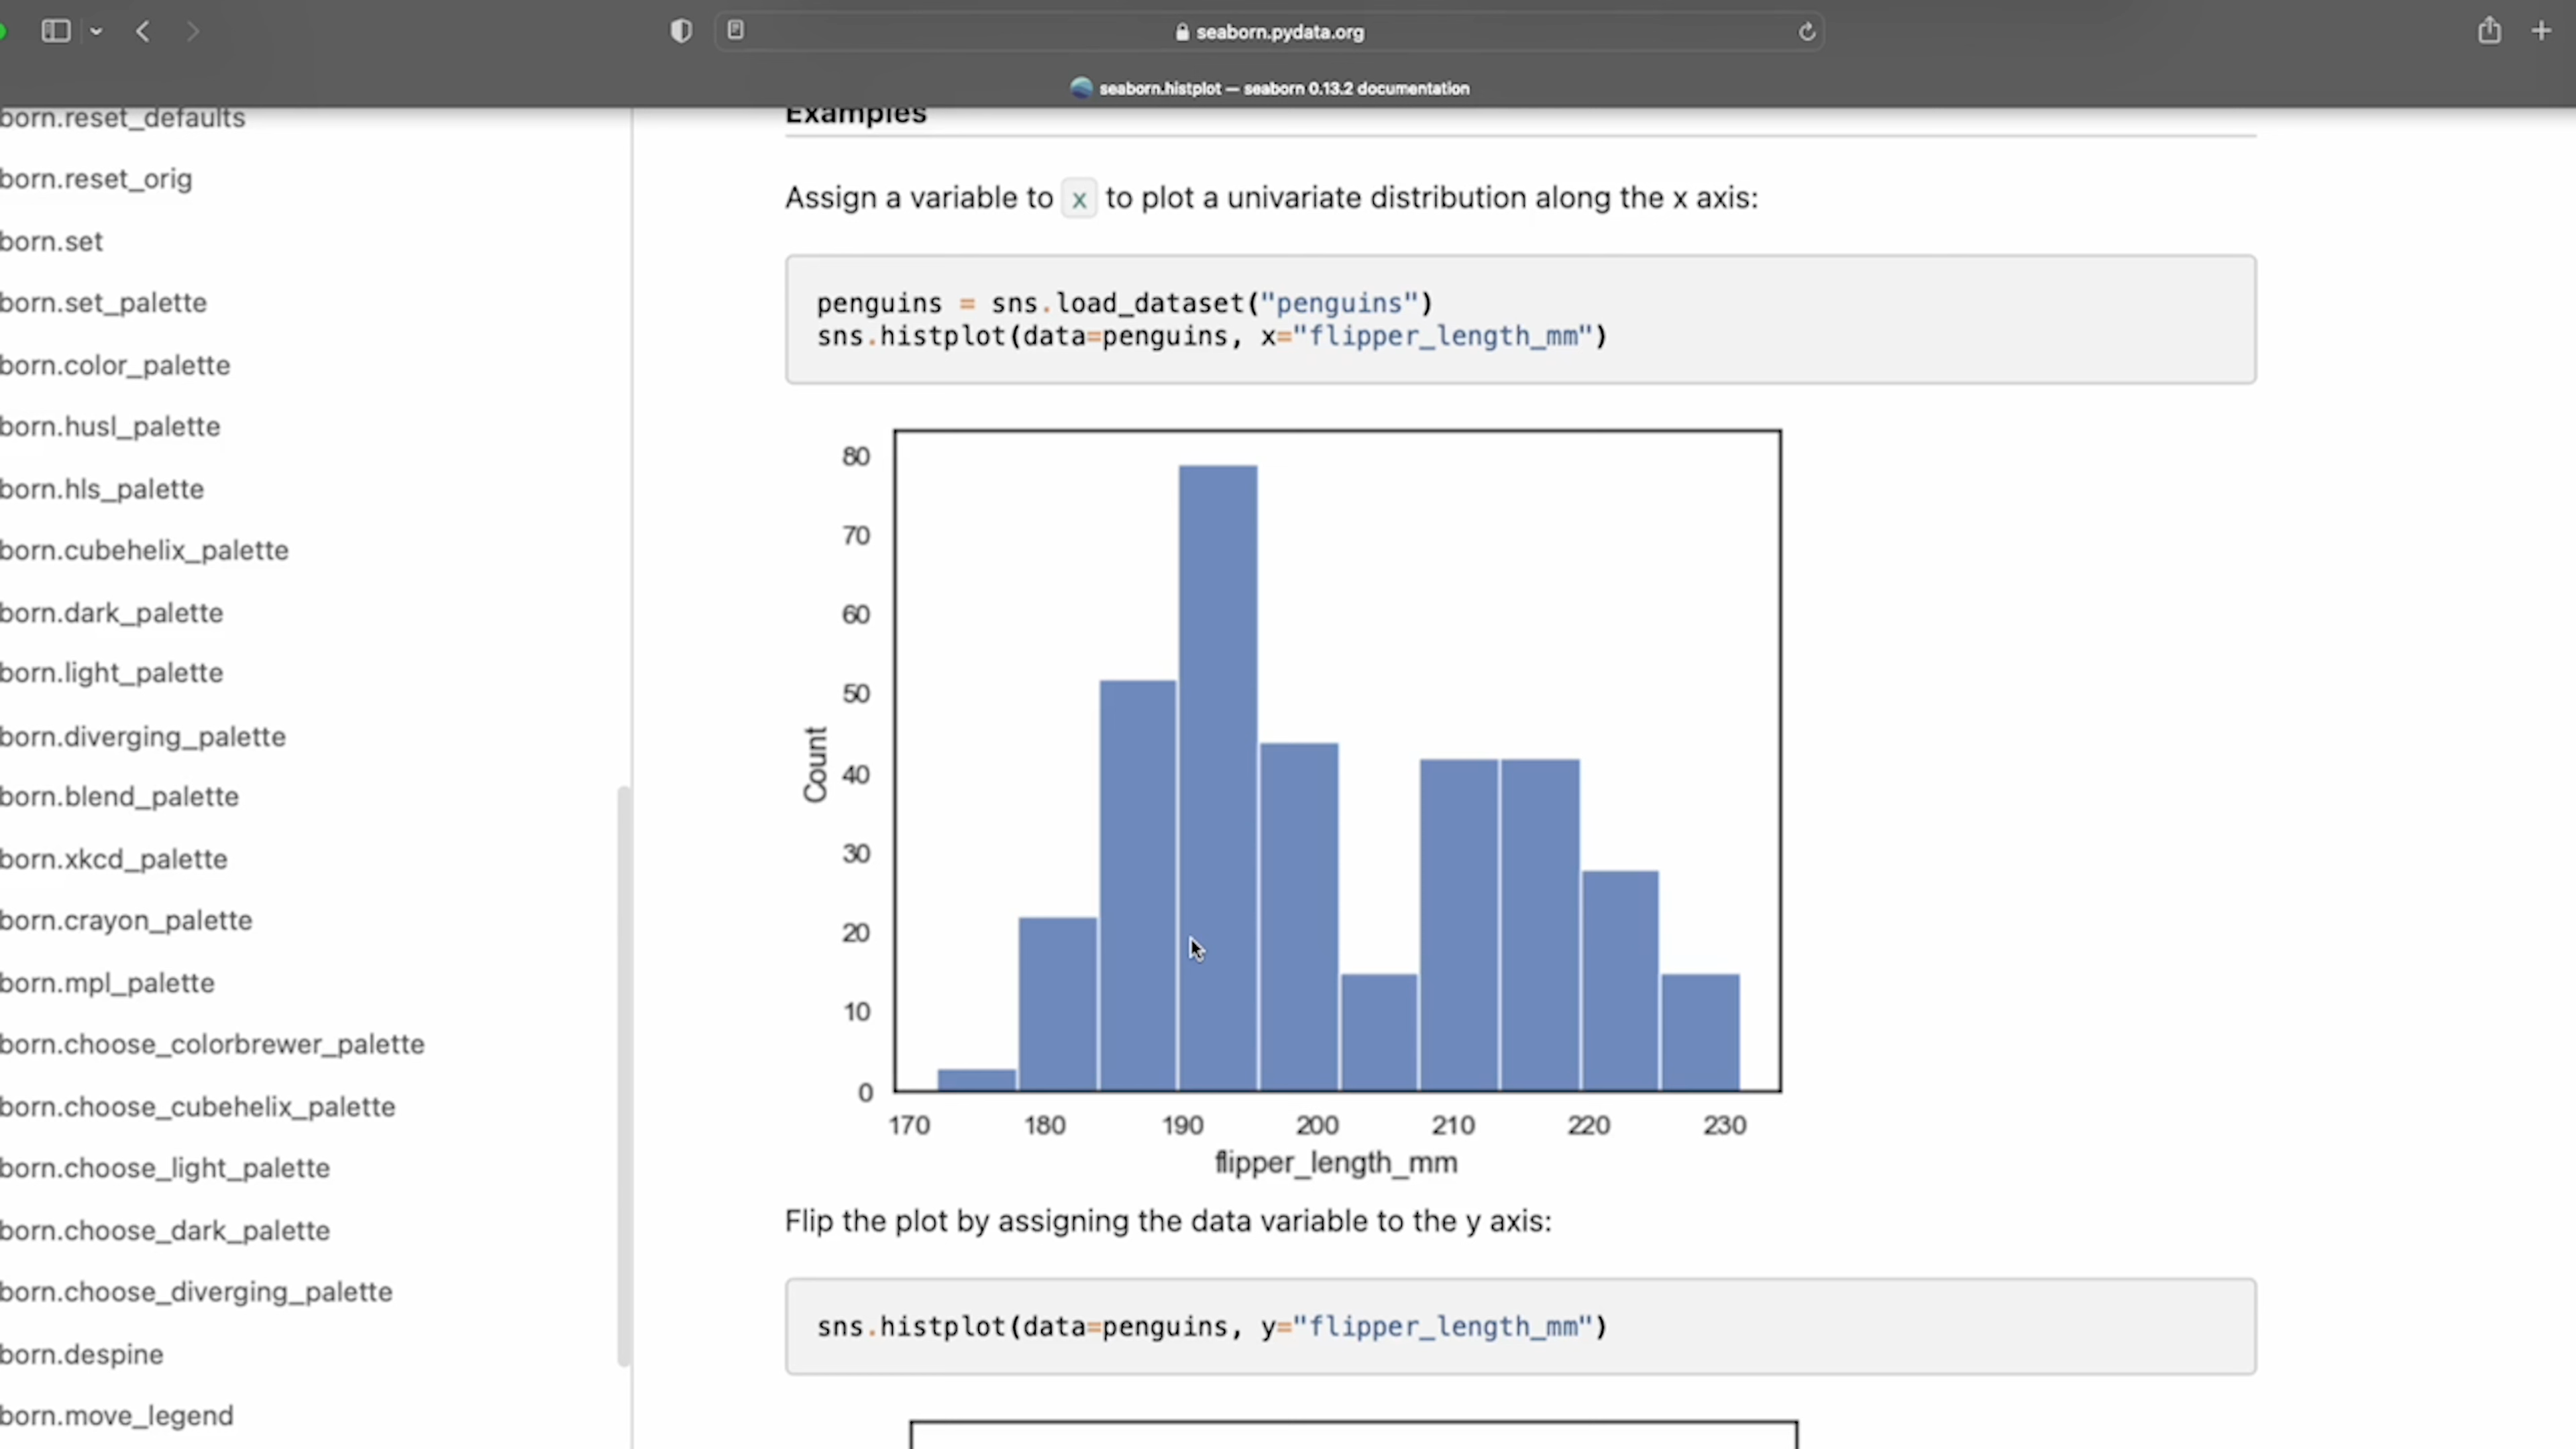 seaborn.pydata.org
seaborn.histplot — seaborn 0.13.2 documentation
born.reset_defaults
born.reset_orig
born.set
born.set_palette
born.color_palette
born.husl_palette
born.hls_palette
born.cubehelix_palette
born.dark_palette
born.light_palette
born.diverging_palette
born.blend_palette
born.xkcd_palette
born.crayon_palette
born.mpl_palette
born.choose_colorbrewer_palette
born.choose_cubehelix_palette
born.choose_light_palette
born.choose_dark_palette
born.choose_diverging_palette
born.despine
born.move_legend
Examples
Assign a variable to x to plot a univariate distribution along the x axis:
penguins = sns.load_dataset("penguins")
sns.histplot(data=penguins, x="flipper_length_mm")
80
70
60
50
40
30
20
10
0
Count
170 180 190 200 210 220 230
flipper_length_mm
Flip the plot by assigning the data variable to the y axis:
sns.histplot(data=penguins, y="flipper_length_mm")